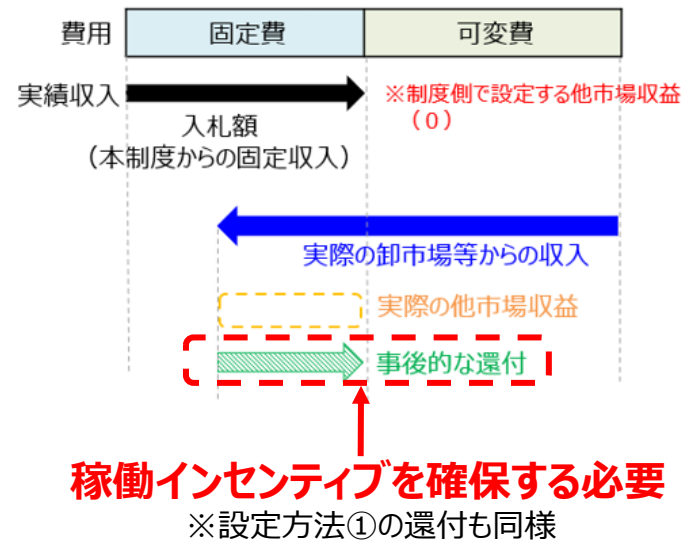 費用 固定費 可変費
実績収入 ※制度側で設定する他市場収益
(0)
入札額
(本制度からの固定収入)
実際の卸市場等からの収入
実際の他市場収益
事後的な還付
稼働インセンティブを確保する必要
※設定方法①の還付も同様